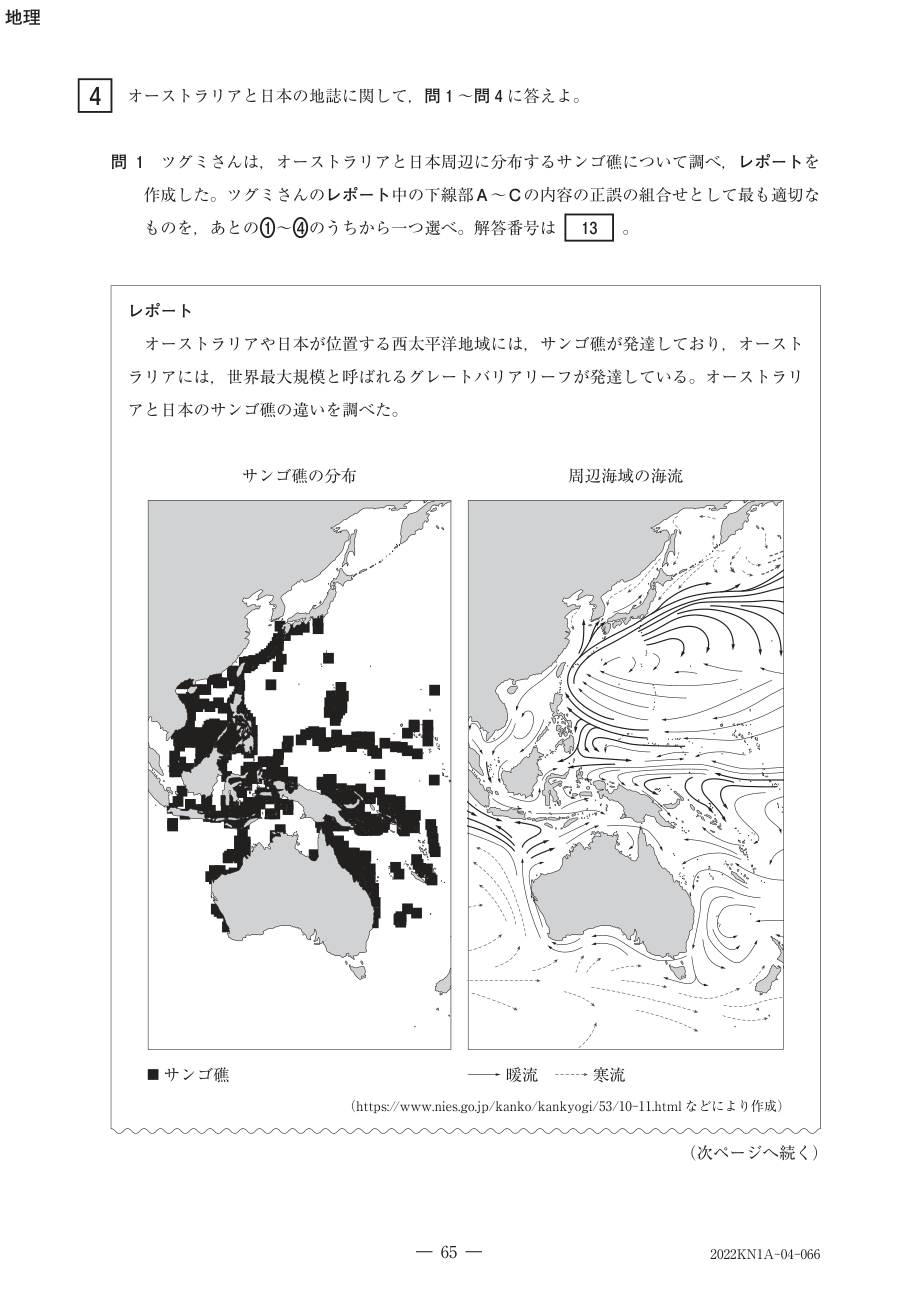 地理
4 オーストラリアと日本の地誌に関して，問1～問4に答えよ。
問 1 ツグミさんは，オーストラリアと日本周辺に分布するサンゴ礁について調べ，レポートを
作成した。ツグミさんのレポート中の下線部A～Cの内容の正誤の組合せとして最も適切な
ものを，あとの①～④のうちから一つ選べ。解答番号は 13 。
レポート
オーストラリアや日本が位置する西太平洋地域には，サンゴ礁が発達しており，オースト
ラリアには，世界最大規模と呼ばれるグレートバリアリーフが発達している。オーストラリ
アと日本のサンゴ礁の違いを調べた。
サンゴ礁の分布 周辺海域の海流
■ サンゴ礁 暖流 寒流
（https://www.nies.go.jp/kanko/kankyogi/53/10-11.html などにより作成）
（次ページへ続く）
― 65 ― 2022KN1A-04-066